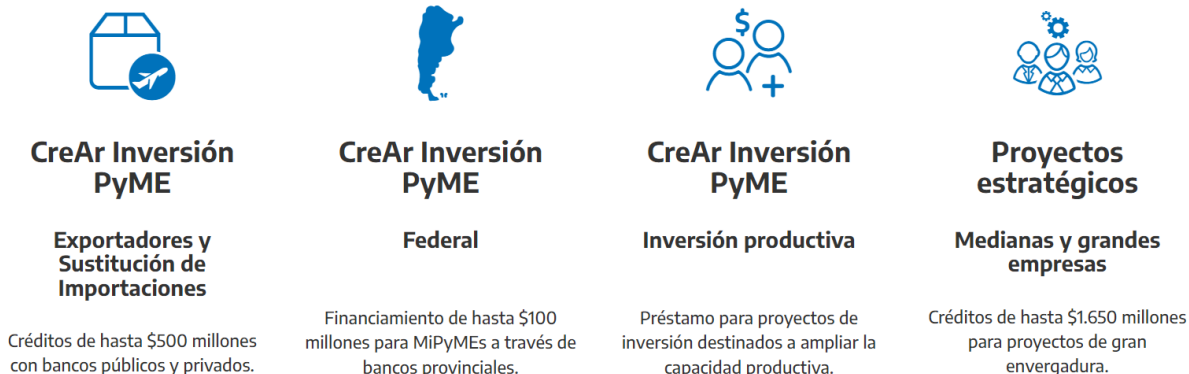 CreAr Inversión
PyME
Exportadores y
Sustitución de
Importaciones
Créditos de hasta $500 millones
con bancos públicos y privados.
CreAr Inversión
PyME
Federal
Financiamiento de hasta $100
millones para MiPyMEs a través de
bancos provinciales.
$
CreAr Inversión
PyME
Inversión productiva
Préstamo para proyectos de
inversión destinados a ampliar la
capacidad productiva.
Proyectos
estratégicos
Medianas y grandes
empresas
Créditos de hasta $1.650 millones
para proyectos de gran
envergadura.